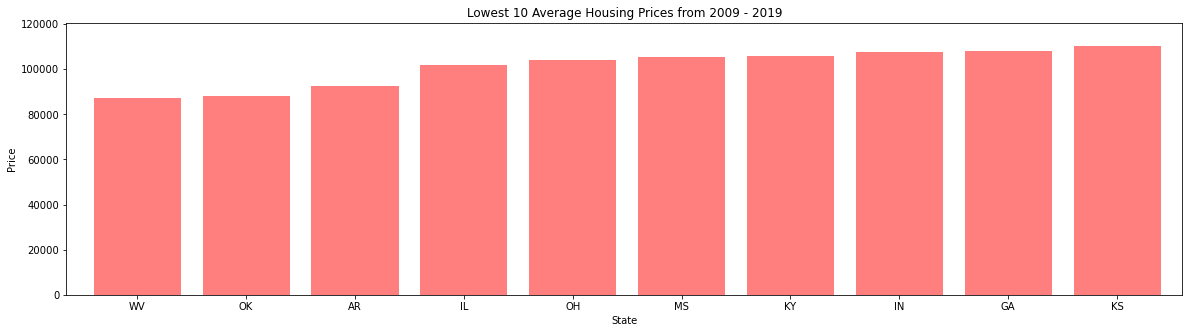 Lowest 10 Average Housing Prices from 2009 - 2019
120000
100000
80000
60000
40000
20000
0
Price
WV OK AR IL OH MS KY IN GA KS
State